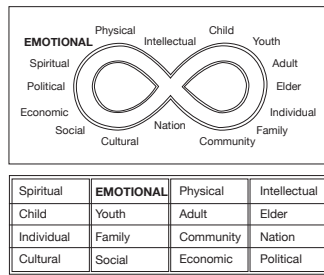 Physical Child
EMOTIONAL Intellectual Youth
Spiritual Adult
Political Elder
Economic Individual
Social Nation Family
Cultural Community
Spiritual EMOTIONAL Physical Intellectual
Child Youth Adult Elder
Individual Family Community Nation
Cultural Social Economic Political